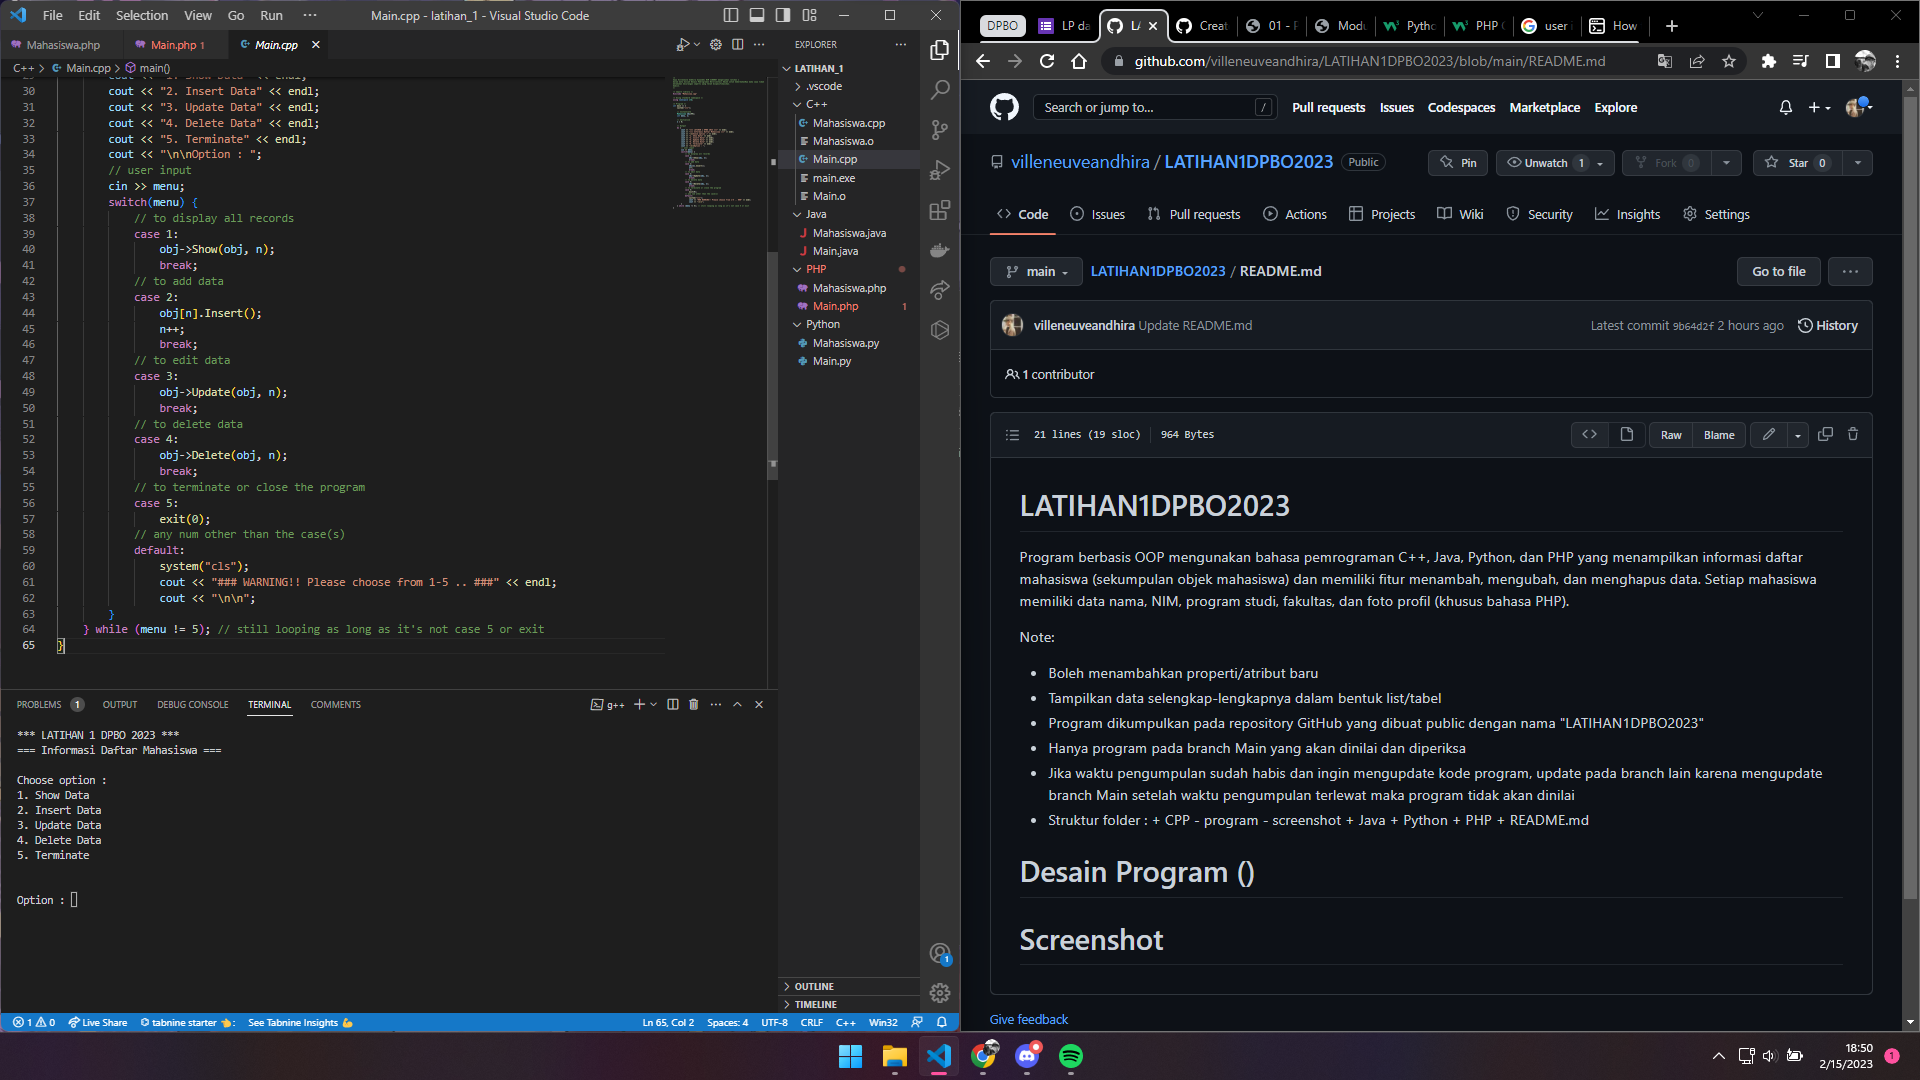 File Edit Selection View Go Run ··· Main.cpp - latihan_1 - Visual Studio Code
Mahasiswa.php Main.php 1 Main.cpp
C++ > Main.cpp > main()
30 cout << "2. Insert Data" << endl;
31 cout << "3. Update Data" << endl;
32 cout << "4. Delete Data" << endl;
33 cout << "5. Terminate" << endl;
34 cout << "\n\nOption : ";
35 // user input
36 cin >> menu;
37 switch(menu) {
38 // to display all records
39 case 1:
40 obj->Show(obj, n);
41 break;
42 // to add data
43 case 2:
44 obj[n].Insert();
45 n++;
46 break;
47 // to edit data
48 case 3:
49 obj->Update(obj, n);
50 break;
51 // to delete data
52 case 4:
53 obj->Delete(obj, n);
54 break;
55 // to terminate or close the program
56 case 5:
57 exit(0);
58 // any num other than the case(s)
59 default:
60 system("cls");
61 cout << "### WARNING!! Please choose from 1-5 .. ###" << endl;
62 cout << "\n\n";
63 }
64 } while (menu != 5); // still looping as long as it's not case 5 or exit
65 }
PROBLEMS 1 OUTPUT DEBUG CONSOLE TERMINAL COMMENTS g++
*** LATIHAN 1 DPBO 2023 ***
=== Informasi Daftar Mahasiswa ===
Choose option :
1. Show Data
2. Insert Data
3. Update Data
4. Delete Data
5. Terminate
Option :
EXPLORER
LATIHAN_1
.vscode
C++
Mahasiswa.cpp
Mahasiswa.o
Main.cpp
main.exe
Main.o
Java
Mahasiswa.java
Main.java
PHP
Mahasiswa.php
Main.php 1
Python
Mahasiswa.py
Main.py
1
OUTLINE
TIMELINE
1 0 Live Share tabnine starter See Tabnine Insights Ln 65, Col 2 Spaces: 4 UTF-8 CRLF C++ Win32
DPBO LP da Creat 01 - Modu Pytho PHP user i How
github.com/villeneuveandhira/LATIHAN1DPBO2023/blob/main/README.md
Search or jump to... / Pull requests Issues Codespaces Marketplace Explore
villeneuveandhira / LATIHAN1DPBO2023 Public Pin Unwatch 1 Fork 0 Star 0
Code Issues Pull requests Actions Projects Wiki Security Insights Settings
main LATIHAN1DPBO2023 / README.md Go to file ···
villeneuveandhira Update README.md Latest commit 9b64d2f 2 hours ago History
1 contributor
21 lines (19 sloc) 964 Bytes <> Raw Blame
LATIHAN1DPBO2023
Program berbasis OOP mengunakan bahasa pemrograman C++, Java, Python, dan PHP yang menampilkan informasi daftar
mahasiswa (sekumpulan objek mahasiswa) dan memiliki fitur menambah, mengubah, dan menghapus data. Setiap mahasiswa
memiliki data nama, NIM, program studi, fakultas, dan foto profil (khusus bahasa PHP).
Note:
• Boleh menambahkan properti/atribut baru
• Tampilkan data selengkap-lengkapnya dalam bentuk list/tabel
• Program dikumpulkan pada repository GitHub yang dibuat public dengan nama "LATIHAN1DPBO2023"
• Hanya program pada branch Main yang akan dinilai dan diperiksa
• Jika waktu pengumpulan sudah habis dan ingin mengupdate kode program, update pada branch lain karena mengupdate
branch Main setelah waktu pengumpulan terlewat maka program tidak akan dinilai
• Struktur folder : + CPP - program - screenshot + Java + Python + PHP + README.md
Desain Program ()
Screenshot
Give feedback
18:50
2/15/2023
1